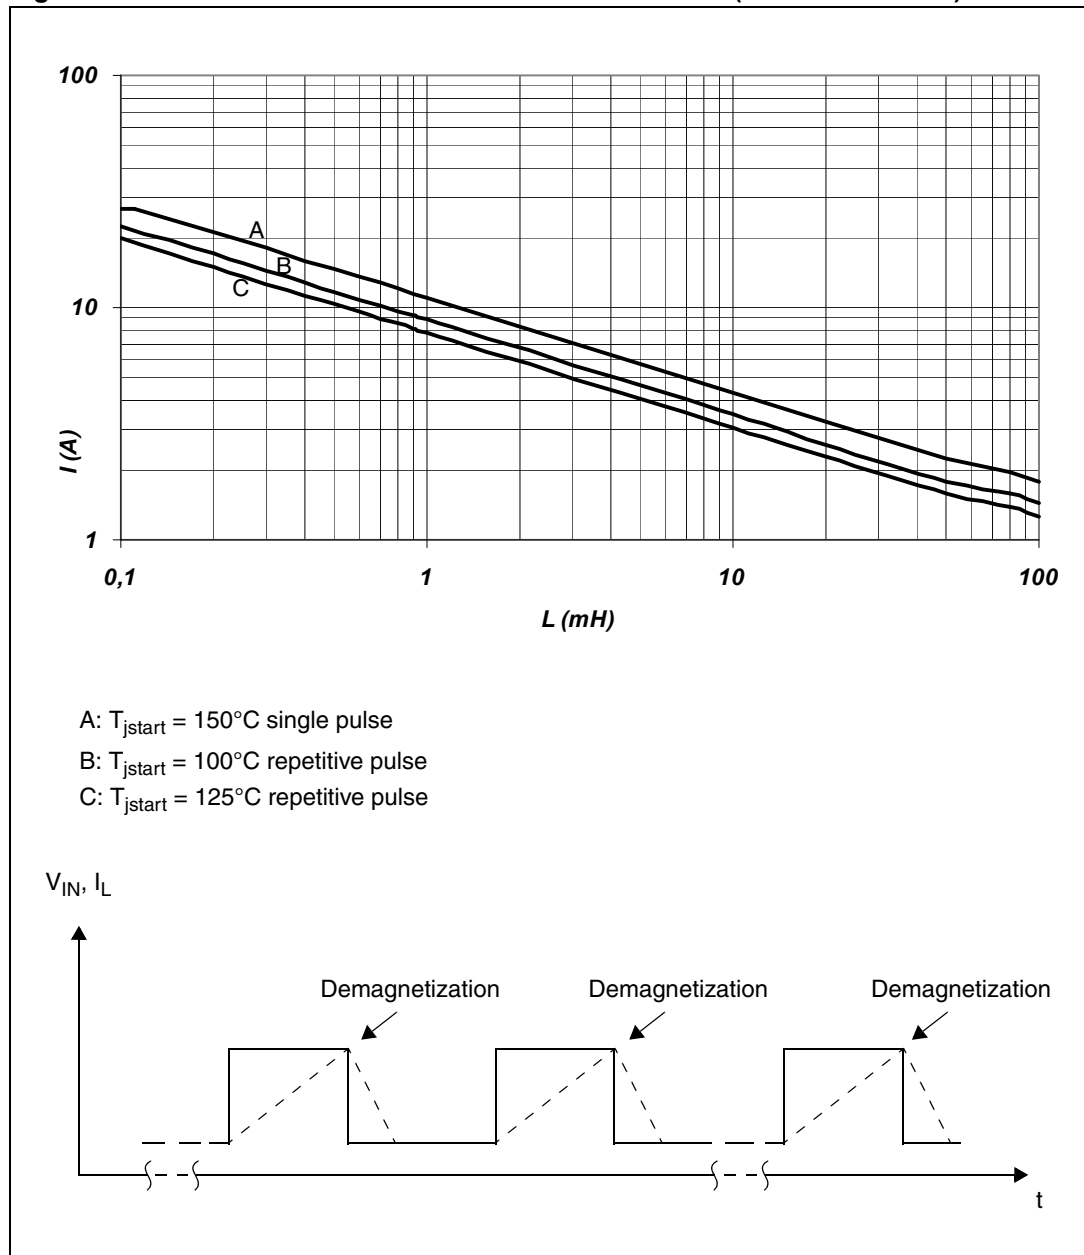 100
10
1
I (A)
A
B
C
0,1 1 10 100
L (mH)
A: Tjstart = 150°C single pulse
B: Tjstart = 100°C repetitive pulse
C: Tjstart = 125°C repetitive pulse
VIN, IL
Demagnetization Demagnetization Demagnetization
t